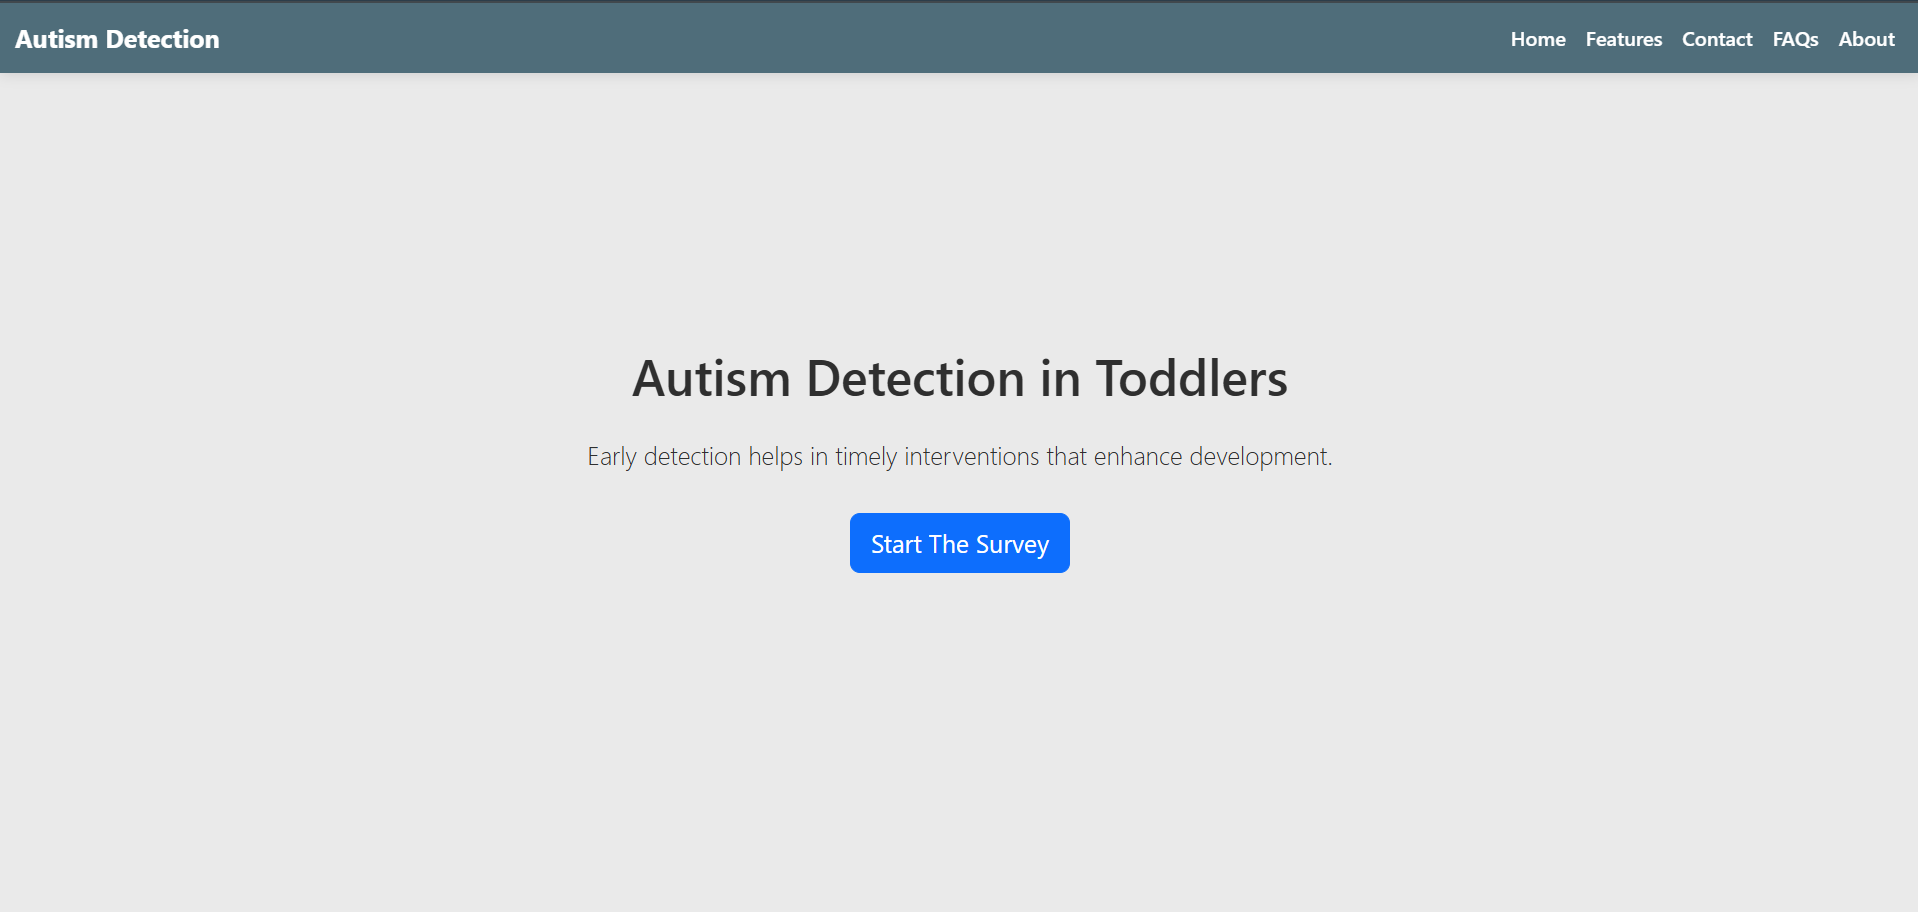 Autism Detection
Home Features Contact FAQs About
Autism Detection in Toddlers
Early detection helps in timely interventions that enhance development.
Start The Survey